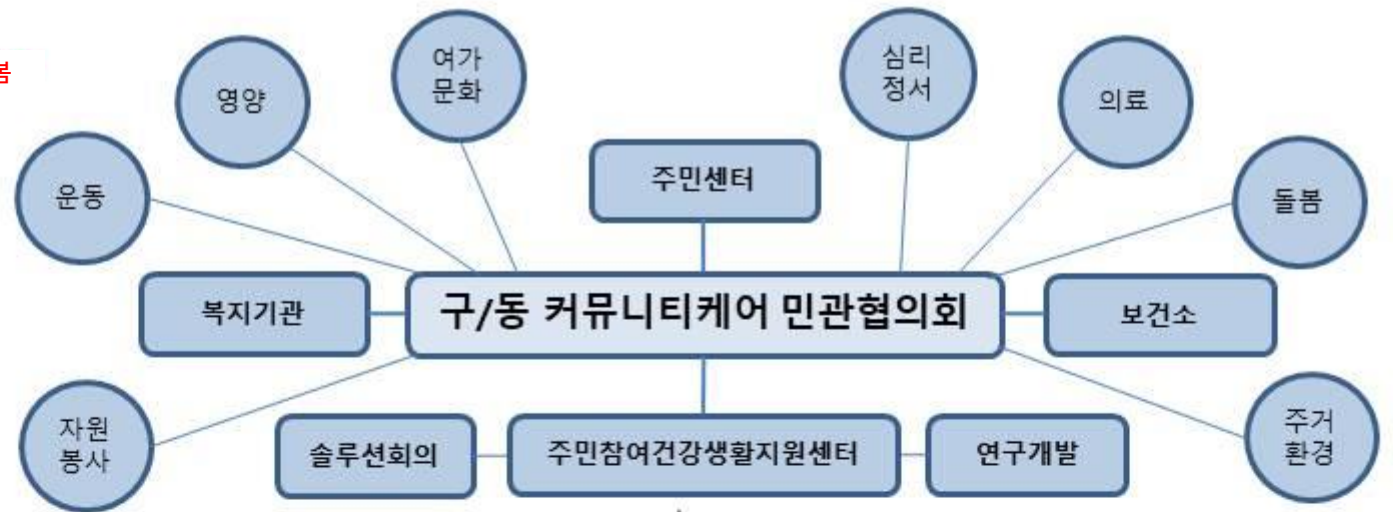 봄
여가
문화
심리
정서
영양
의료
운동
주민센터
돌봄
복지기관
구/동 커뮤니티케어 민관협의회
보건소
자원
봉사
솔루션회의
주민참여건강생활지원센터
연구개발
주거
환경